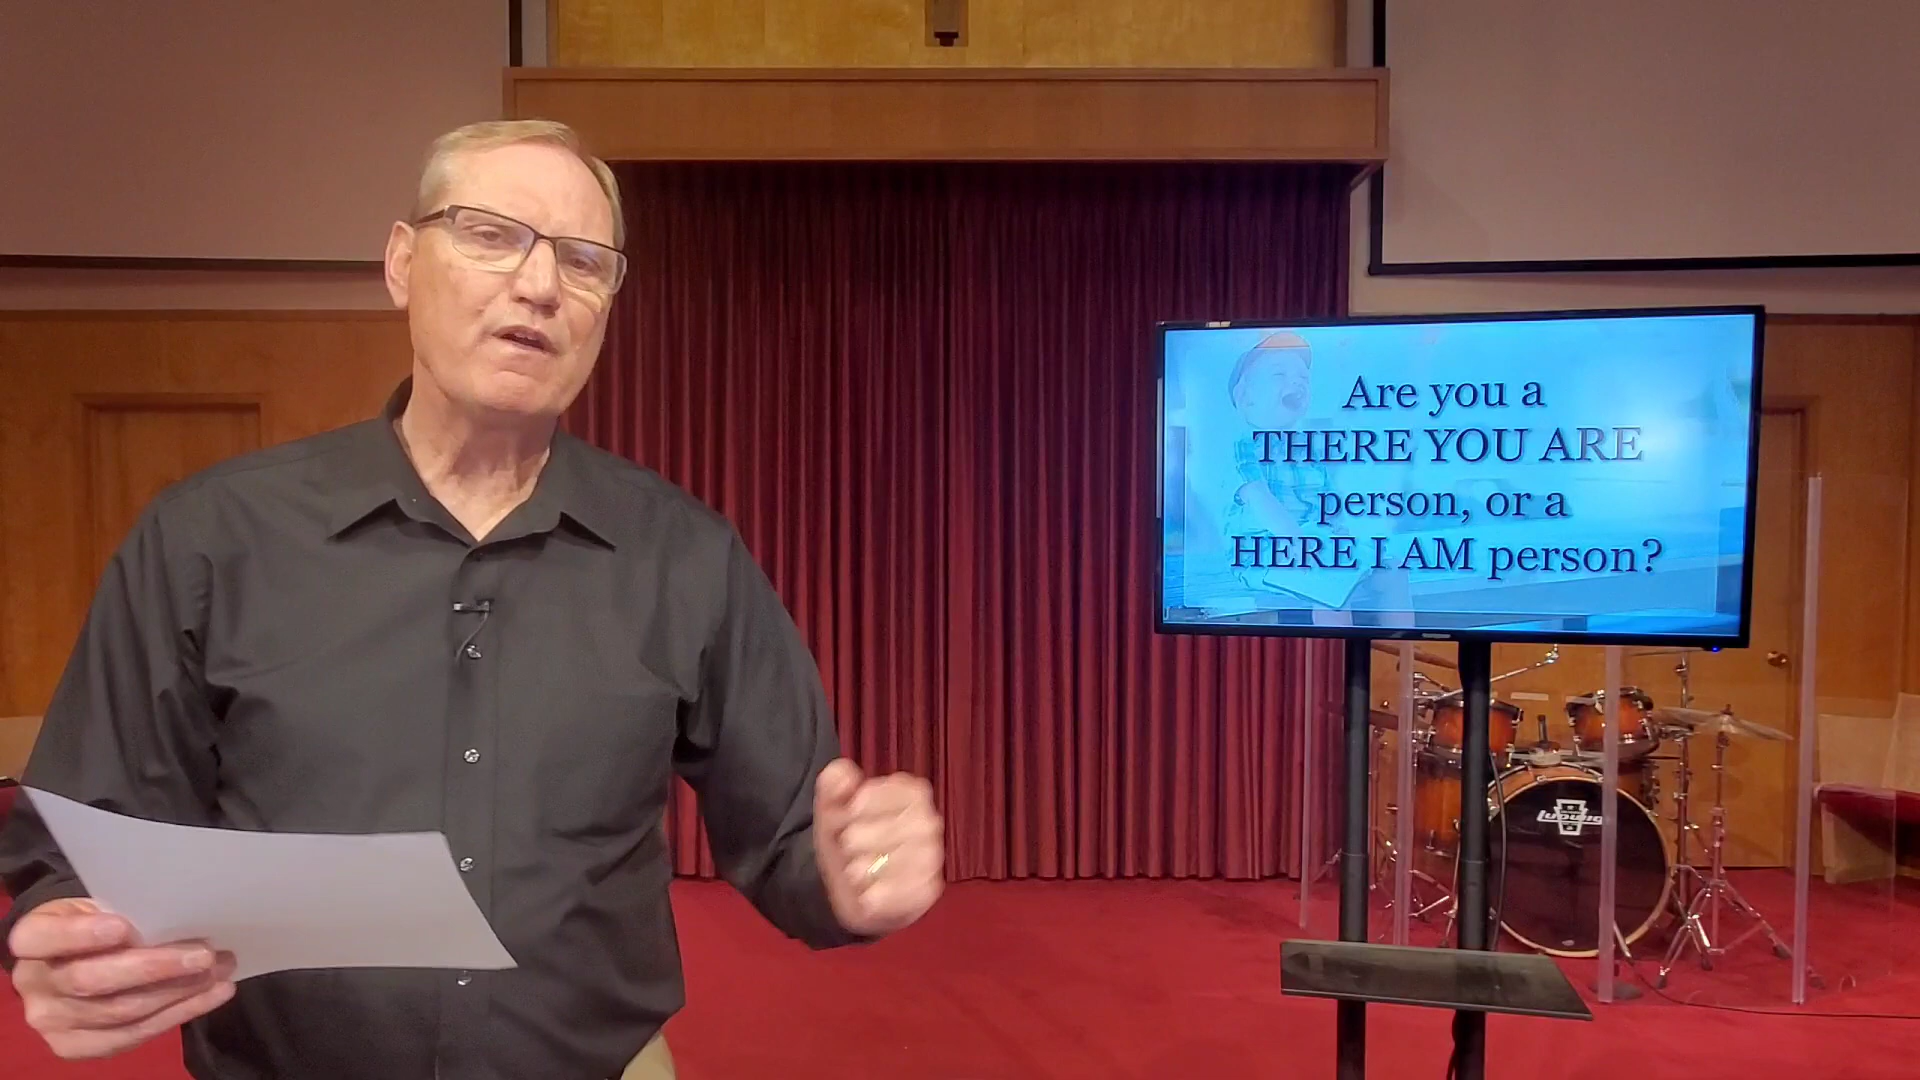 Are you a
THERE YOU ARE
person, or a
HERE I AM person?
Ludwig